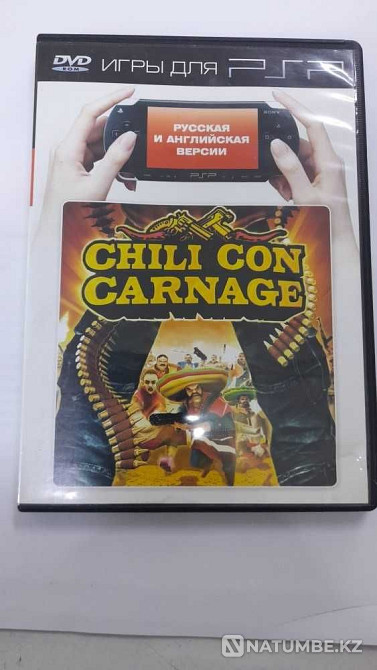 DVD
ROM
ИГРЫ ДЛЯ PSP
SONY
РУССКАЯ
И АНГЛИЙСКАЯ
ВЕРСИИ
PSP
CHILI CON
CARNAGE
NATUMBE.KZ